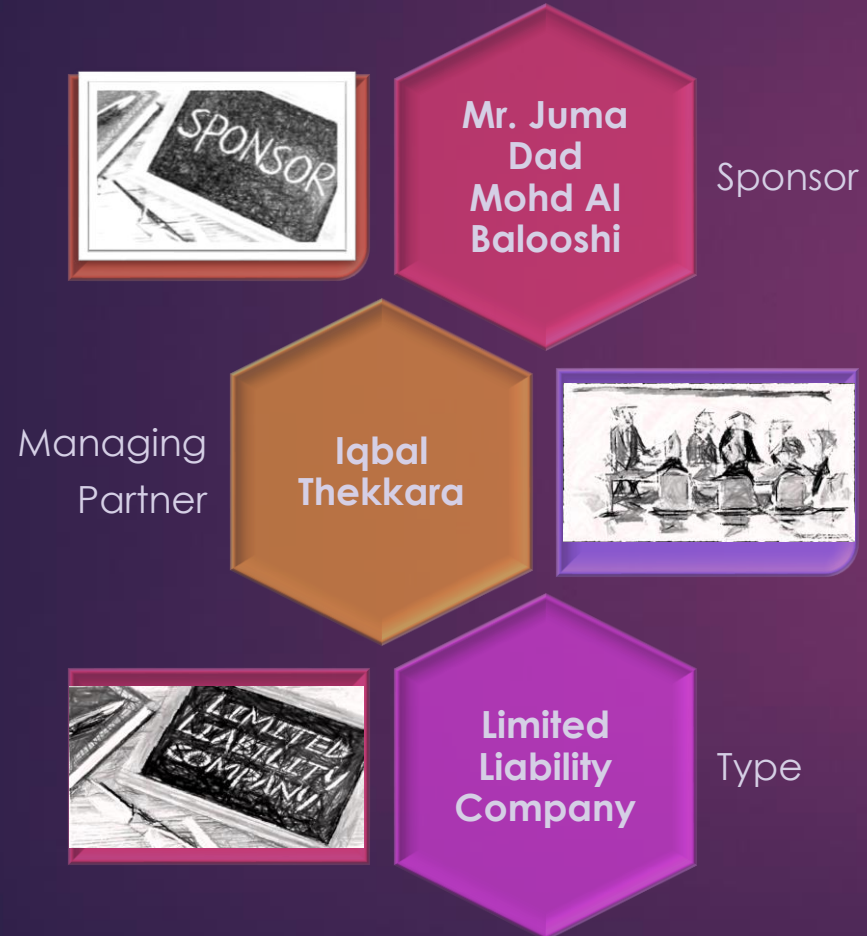 SPONSOR
Mr. Juma
Dad
Mohd Al
Balooshi
Sponsor
Managing
Partner
Iqbal
Thekkara
LIMITED
LIABILITY
COMPANY
Limited
Liability
Company
Type